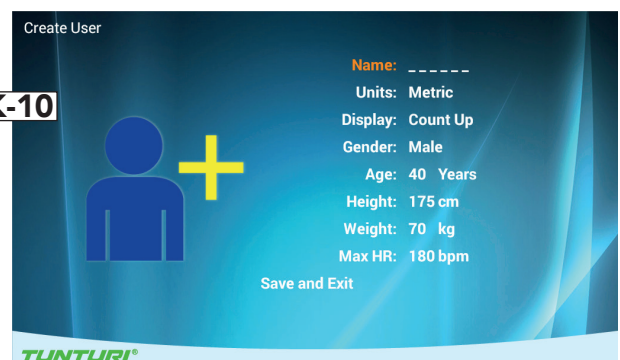 Create User
Name: _ _ _ _ _ _
K-10
Units: Metric
Display: Count Up
Gender: Male
Age: 40 Years
Height: 175 cm
Weight: 70 kg
Max HR: 180 bpm
Save and Exit
TUNTURI®